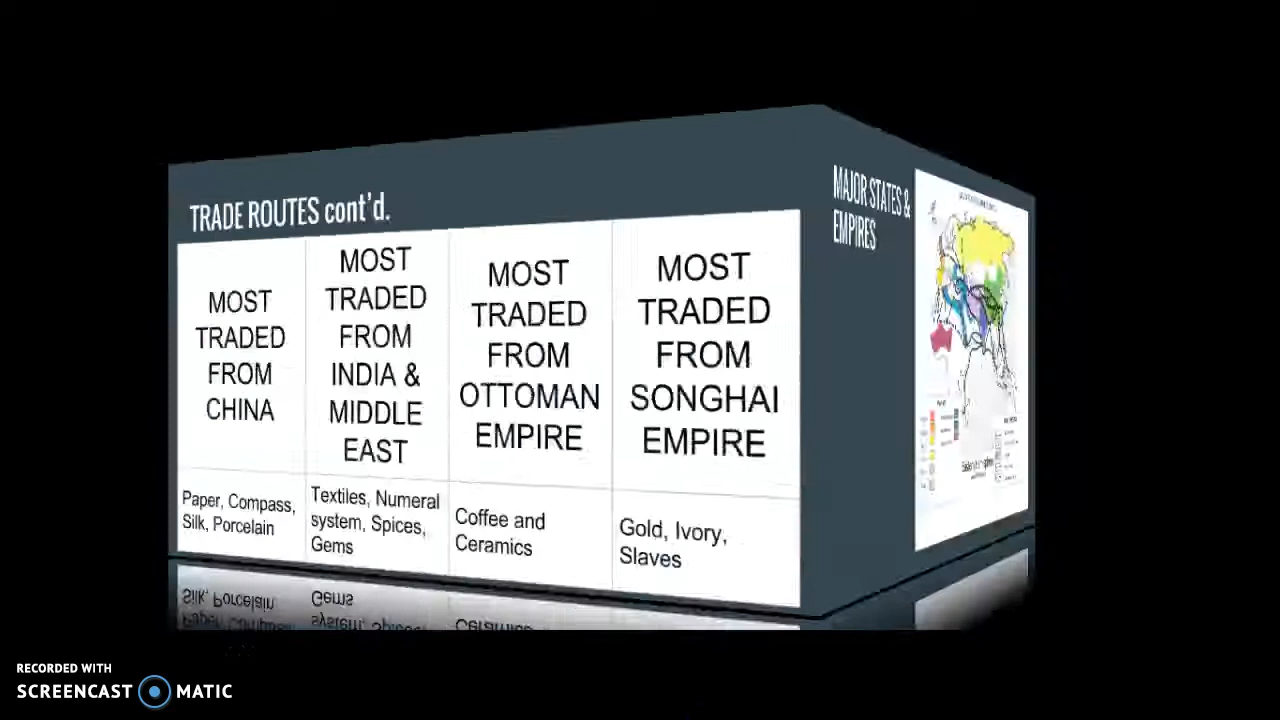 TRADE ROUTES cont'd.
MOST
TRADED
FROM
CHINA
MOST
TRADED
FROM
INDIA &
MIDDLE
EAST
MOST
TRADED
FROM
OTTOMAN
EMPIRE
MOST
TRADED
FROM
SONGHAI
EMPIRE
Paper, Compass,
Silk, Porcelain
Textiles, Numeral
system, Spices,
Gems
Coffee and
Ceramics
Gold, Ivory,
Slaves
MAJOR STATES &
EMPIRES
RECORDED WITH
SCREENCAST MATIC